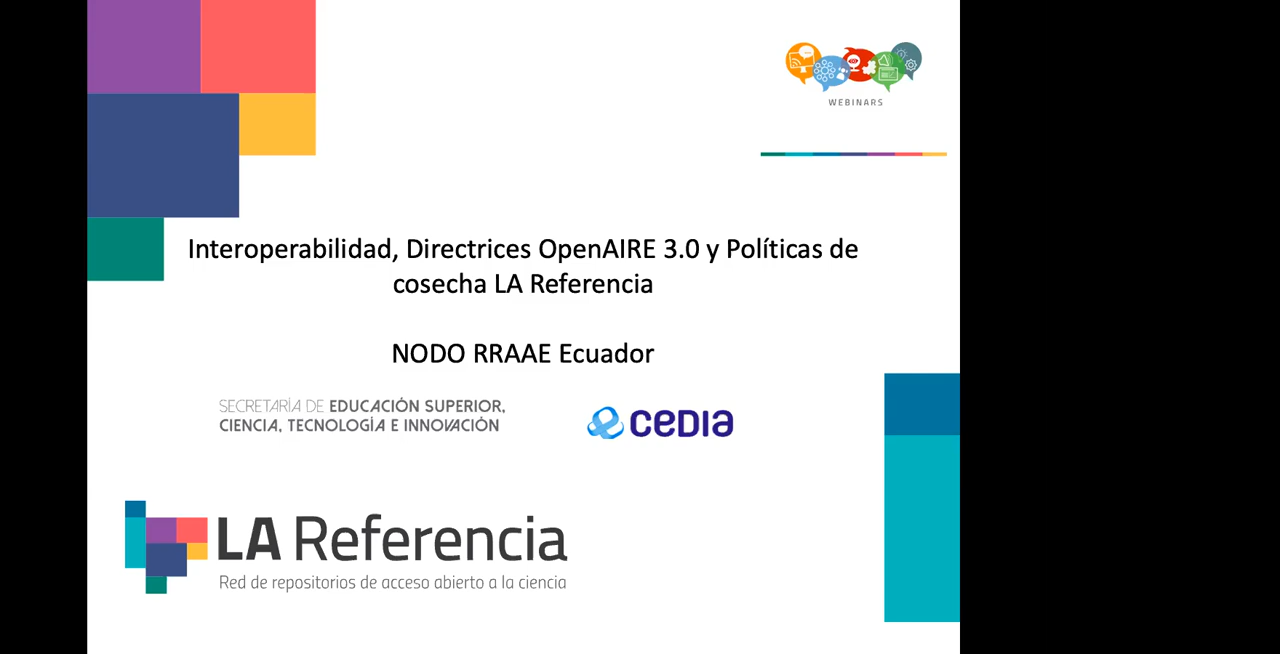 WEBINARS
Interoperabilidad, Directrices OpenAIRE 3.0 y Políticas de
cosecha LA Referencia
NODO RRAAE Ecuador
SECRETARÍA DE EDUCACIÓN SUPERIOR,
CIENCIA, TECNOLOGÍA E INNOVACIÓN
CEDIA
LA Referencia
Red de repositorios de acceso abierto a la ciencia